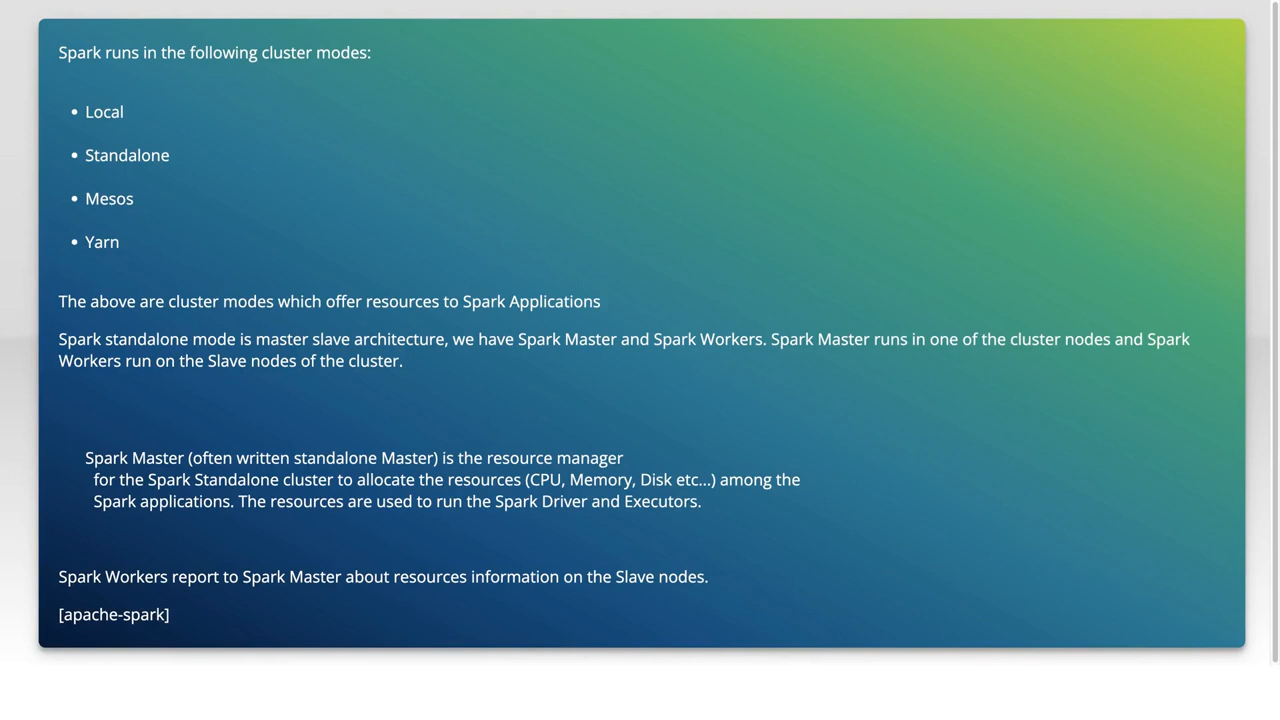 Spark runs in the following cluster modes:
• Local
• Standalone
• Mesos
• Yarn
The above are cluster modes which offer resources to Spark Applications
Spark standalone mode is master slave architecture, we have Spark Master and Spark Workers. Spark Master runs in one of the cluster nodes and Spark
Workers run on the Slave nodes of the cluster.
Spark Master (often written standalone Master) is the resource manager
for the Spark Standalone cluster to allocate the resources (CPU, Memory, Disk etc...) among the
Spark applications. The resources are used to run the Spark Driver and Executors.
Spark Workers report to Spark Master about resources information on the Slave nodes.
[apache-spark]